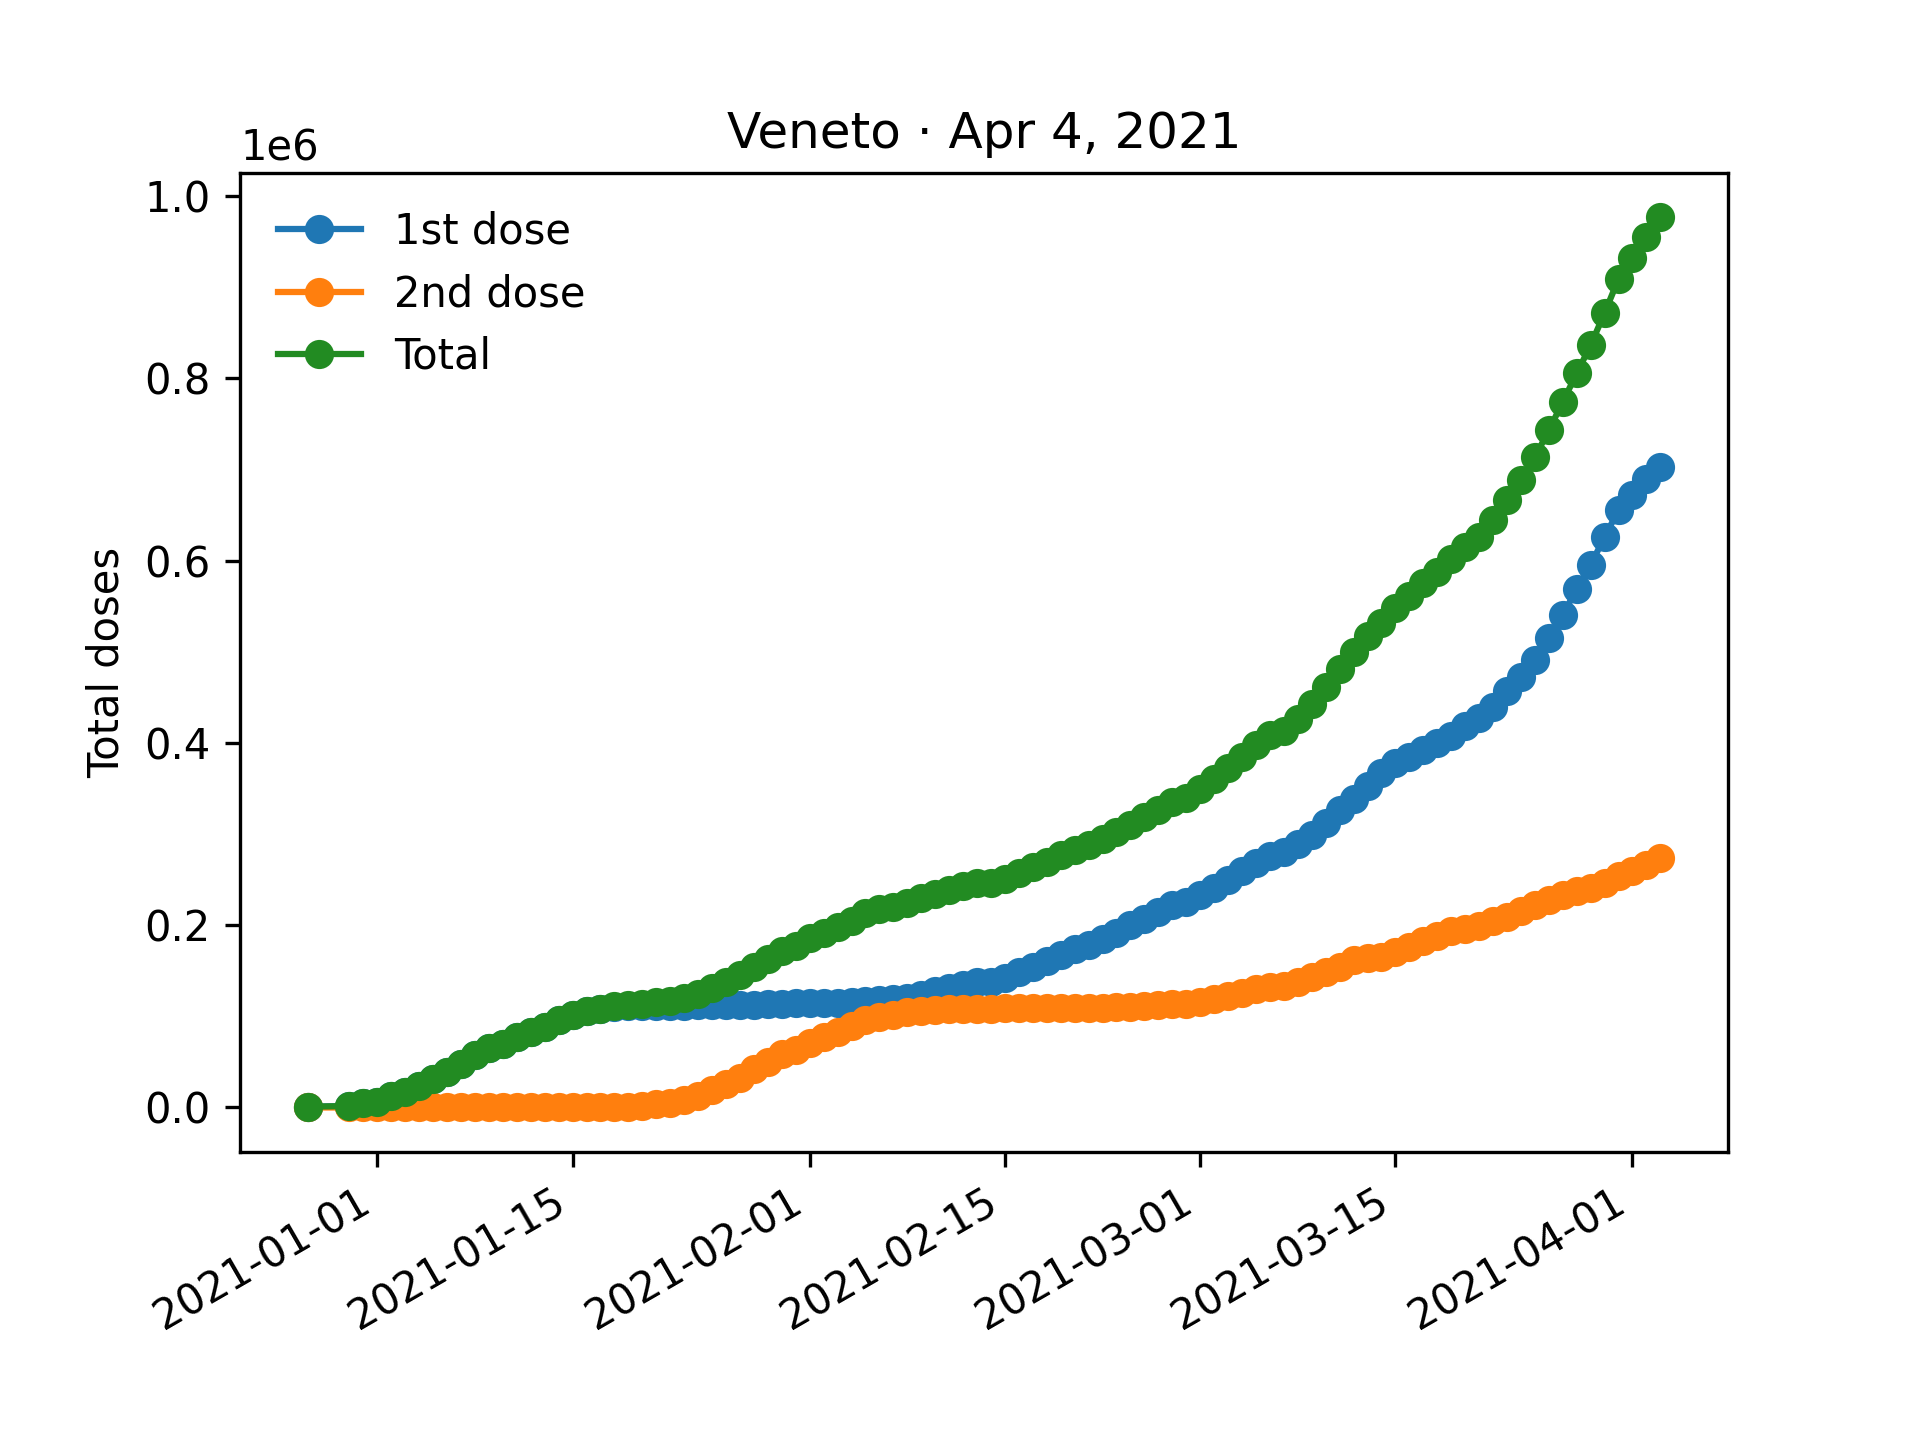 Veneto · Apr 4, 2021
1e6
1.0
0.8
0.6
0.4
0.2
0.0
Total doses
1st dose
2nd dose
Total
2021-01-01
2021-01-15
2021-02-01
2021-02-15
2021-03-01
2021-03-15
2021-04-01